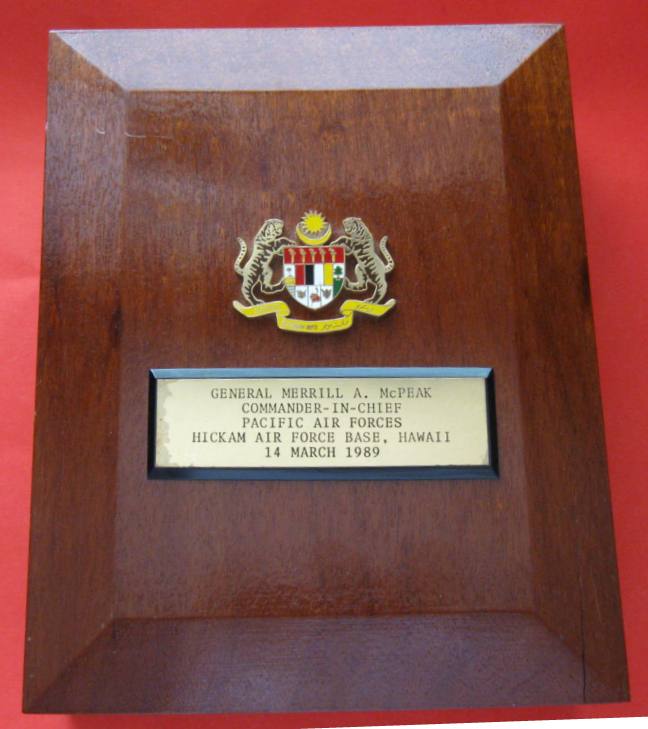 GENERAL MERRILL A. McPEAK
COMMANDER-IN-CHIEF
PACIFIC AIR FORCES
HICKAM AIR FORCE BASE, HAWAII
14 MARCH 1989